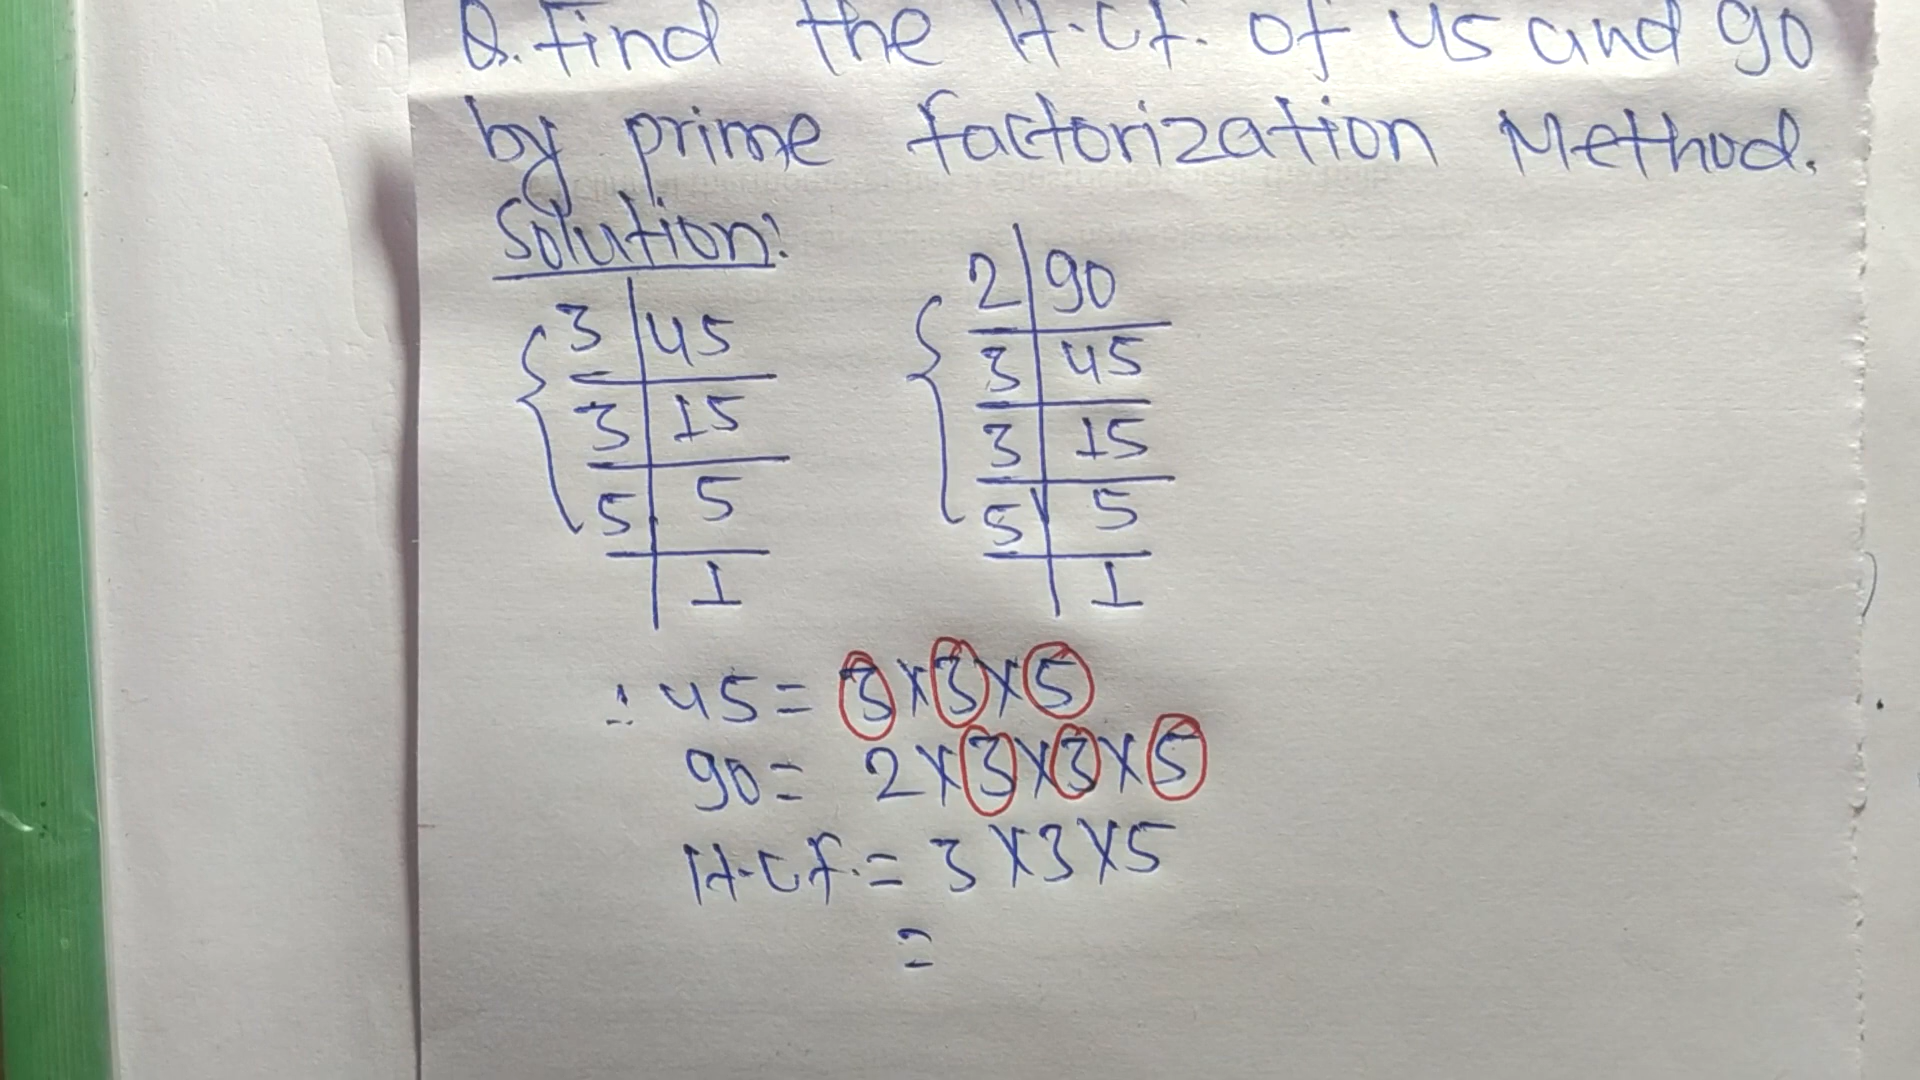 Q. Find the H.C.F. of 45 and 90
by prime factorization Method.
Solution:
3 | 45
3 | 15
5 | 5
1
2 | 90
3 | 45
3 | 15
5 | 5
1
∴ 45 = 3 × 3 × 5
90 = 2 × 3 × 3 × 5
H.C.F. = 3 × 3 × 5
=